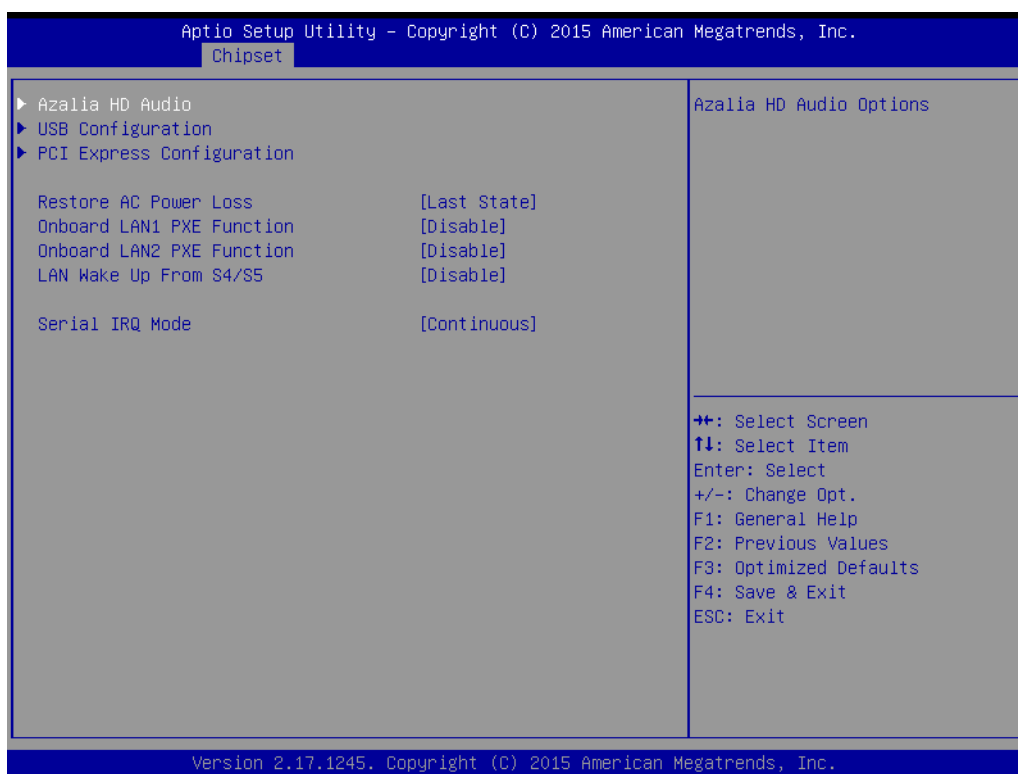 Aptio Setup Utility – Copyright (C) 2015 American Megatrends, Inc.
Chipset
Azalia HD Audio
USB Configuration
PCI Express Configuration
Restore AC Power Loss [Last State]
Onboard LAN1 PXE Function [Disable]
Onboard LAN2 PXE Function [Disable]
LAN Wake Up From S4/S5 [Disable]
Serial IRQ Mode [Continuous]
Azalia HD Audio Options
→←: Select Screen
↑↓: Select Item
Enter: Select
+/-: Change Opt.
F1: General Help
F2: Previous Values
F3: Optimized Defaults
F4: Save & Exit
ESC: Exit
Version 2.17.1245. Copyright (C) 2015 American Megatrends, Inc.